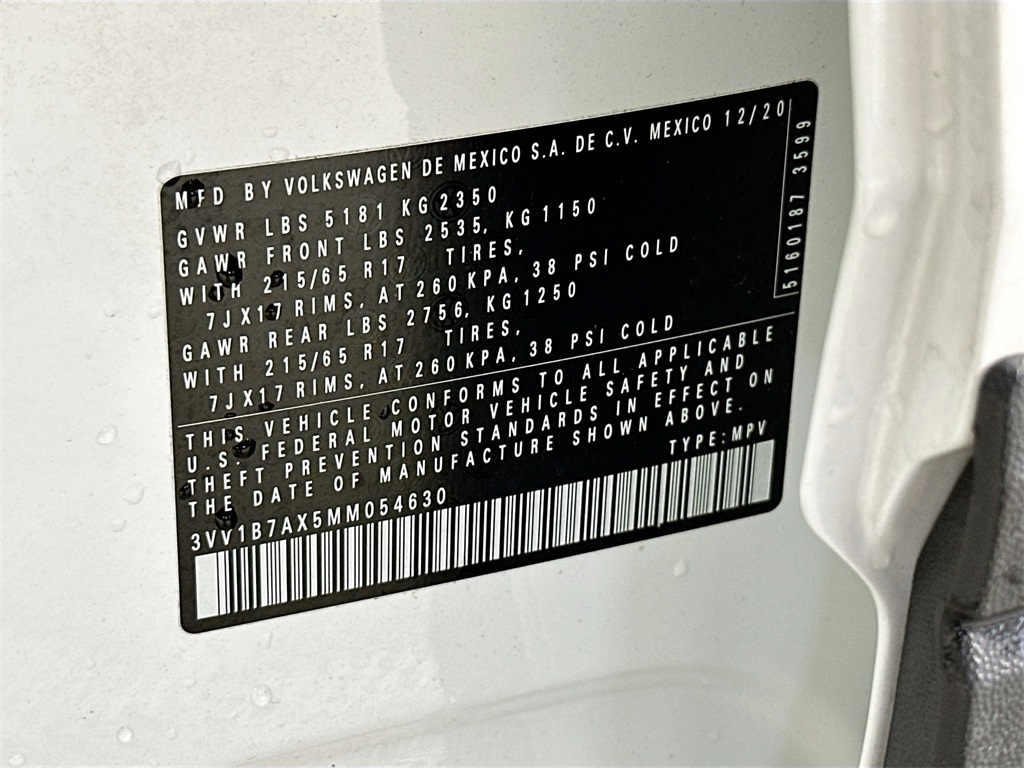 MFD BY VOLKSWAGEN DE MEXICO S.A. DE C.V. MEXICO 12/20
GVWR LBS 5181 KG 2350
GAWR FRONT LBS 2535, KG 1150
WITH 215/65 R17 TIRES,
7JX17 RIMS, AT 260KPA, 38 PSI COLD
GAWR REAR LBS 2756, KG 1250
WITH 215/65 R17 TIRES,
7JX17 RIMS, AT 260KPA, 38 PSI COLD
5160187 3599
THIS VEHICLE CONFORMS TO ALL APPLICABLE
U.S. FEDERAL MOTOR VEHICLE SAFETY AND
THEFT PREVENTION STANDARDS IN EFFECT ON
THE DATE OF MANUFACTURE SHOWN ABOVE.
TYPE:MPV
3VV1B7AX5MM054630